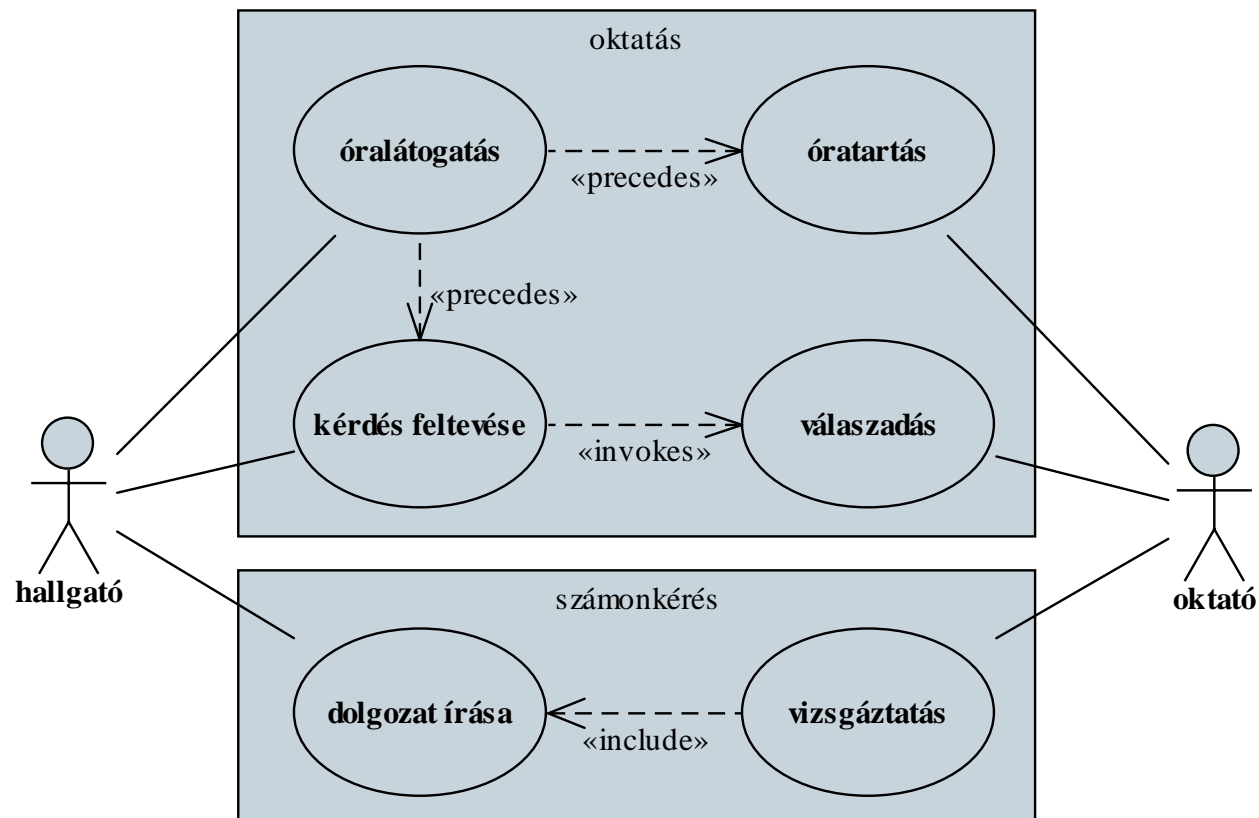 oktatás
óralátogatás
óratartás
«precedes»
«precedes»
kérdés feltevése
válaszadás
«invokes»
hallgató
oktató
számonkérés
dolgozat írása
vizsgáztatás
«include»